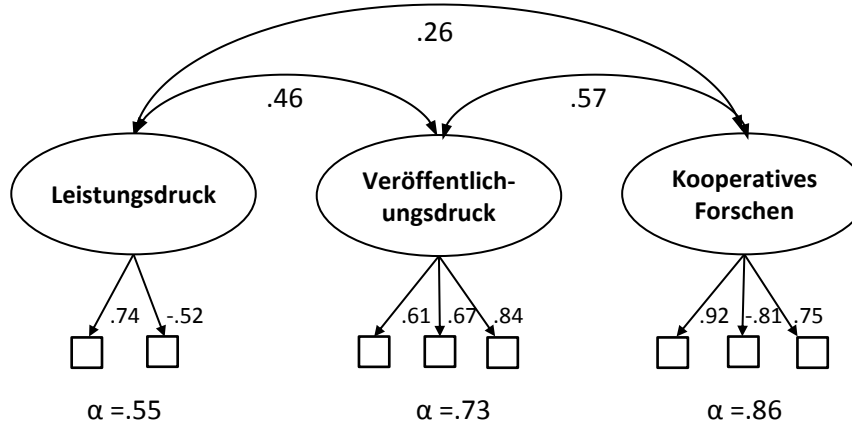 .26
.46
.57
Leistungsdruck
Veröffentlich-
ungsdruck
Kooperatives
Forschen
.74
-.52
.61
.67
.84
.92
-.81
.75
α =.55
α =.73
α =.86